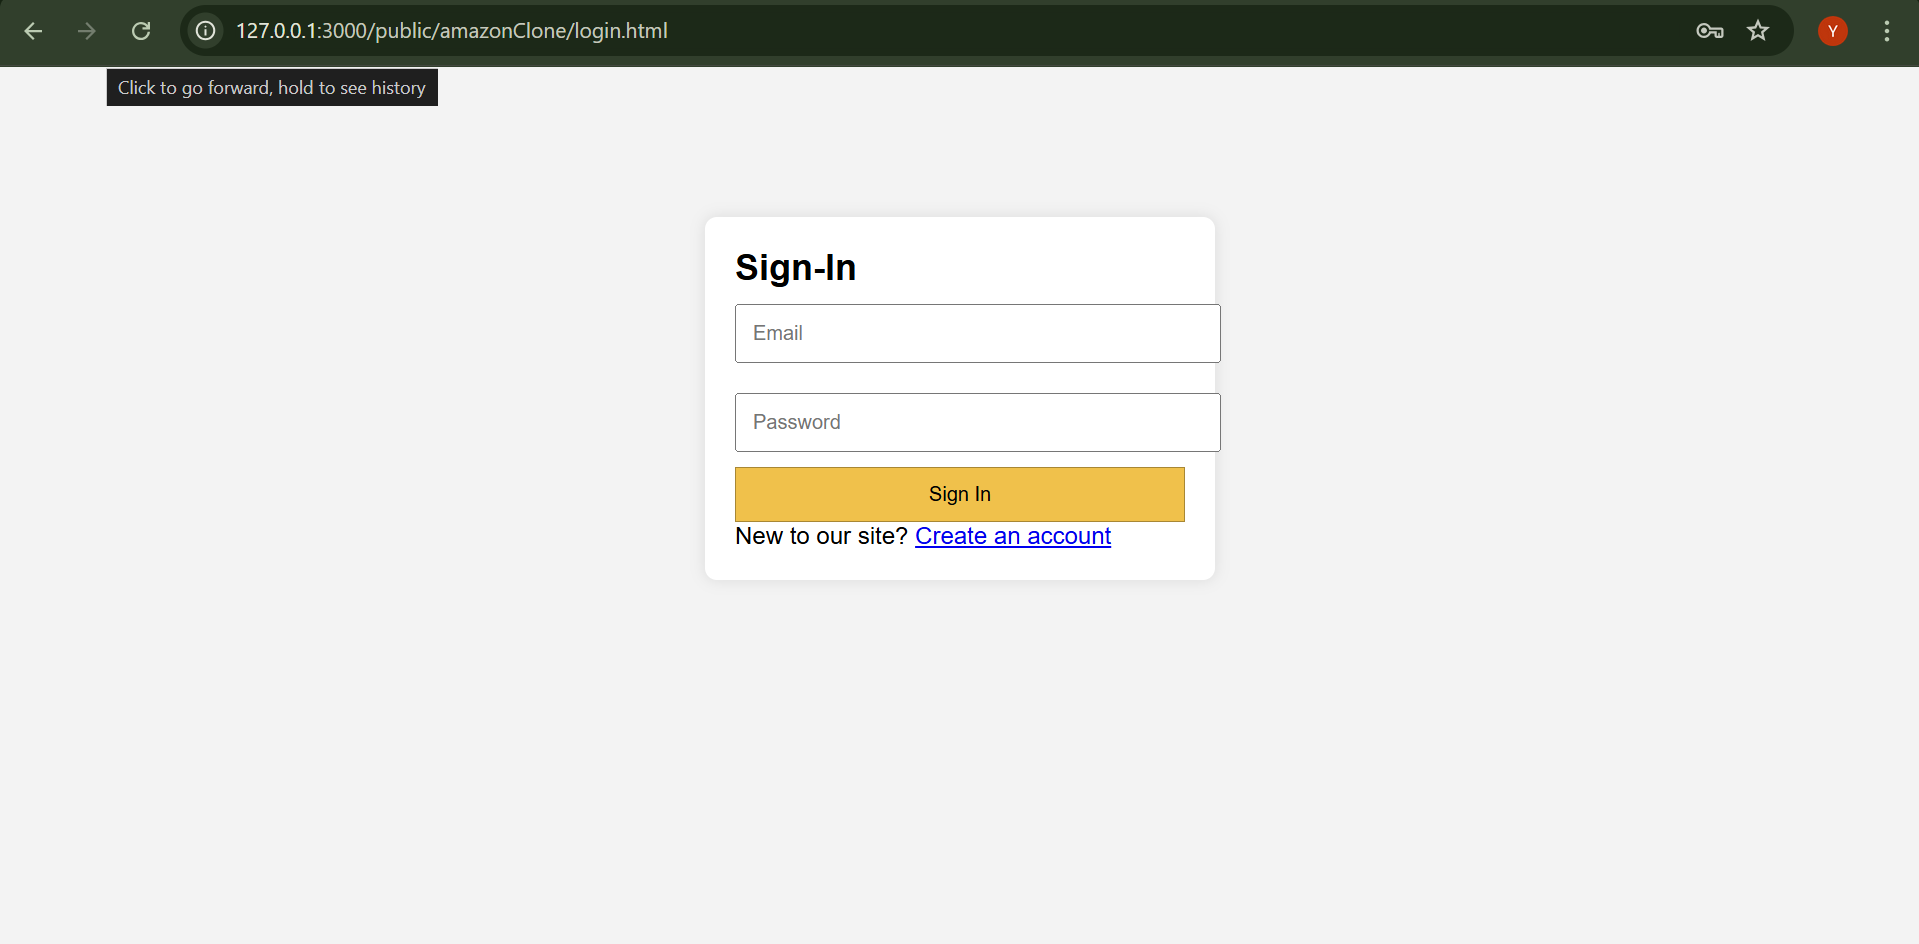 127.0.0.1:3000/public/amazonClone/login.html
Y
Click to go forward, hold to see history
Sign-In
Email
Password
Sign In
New to our site? Create an account